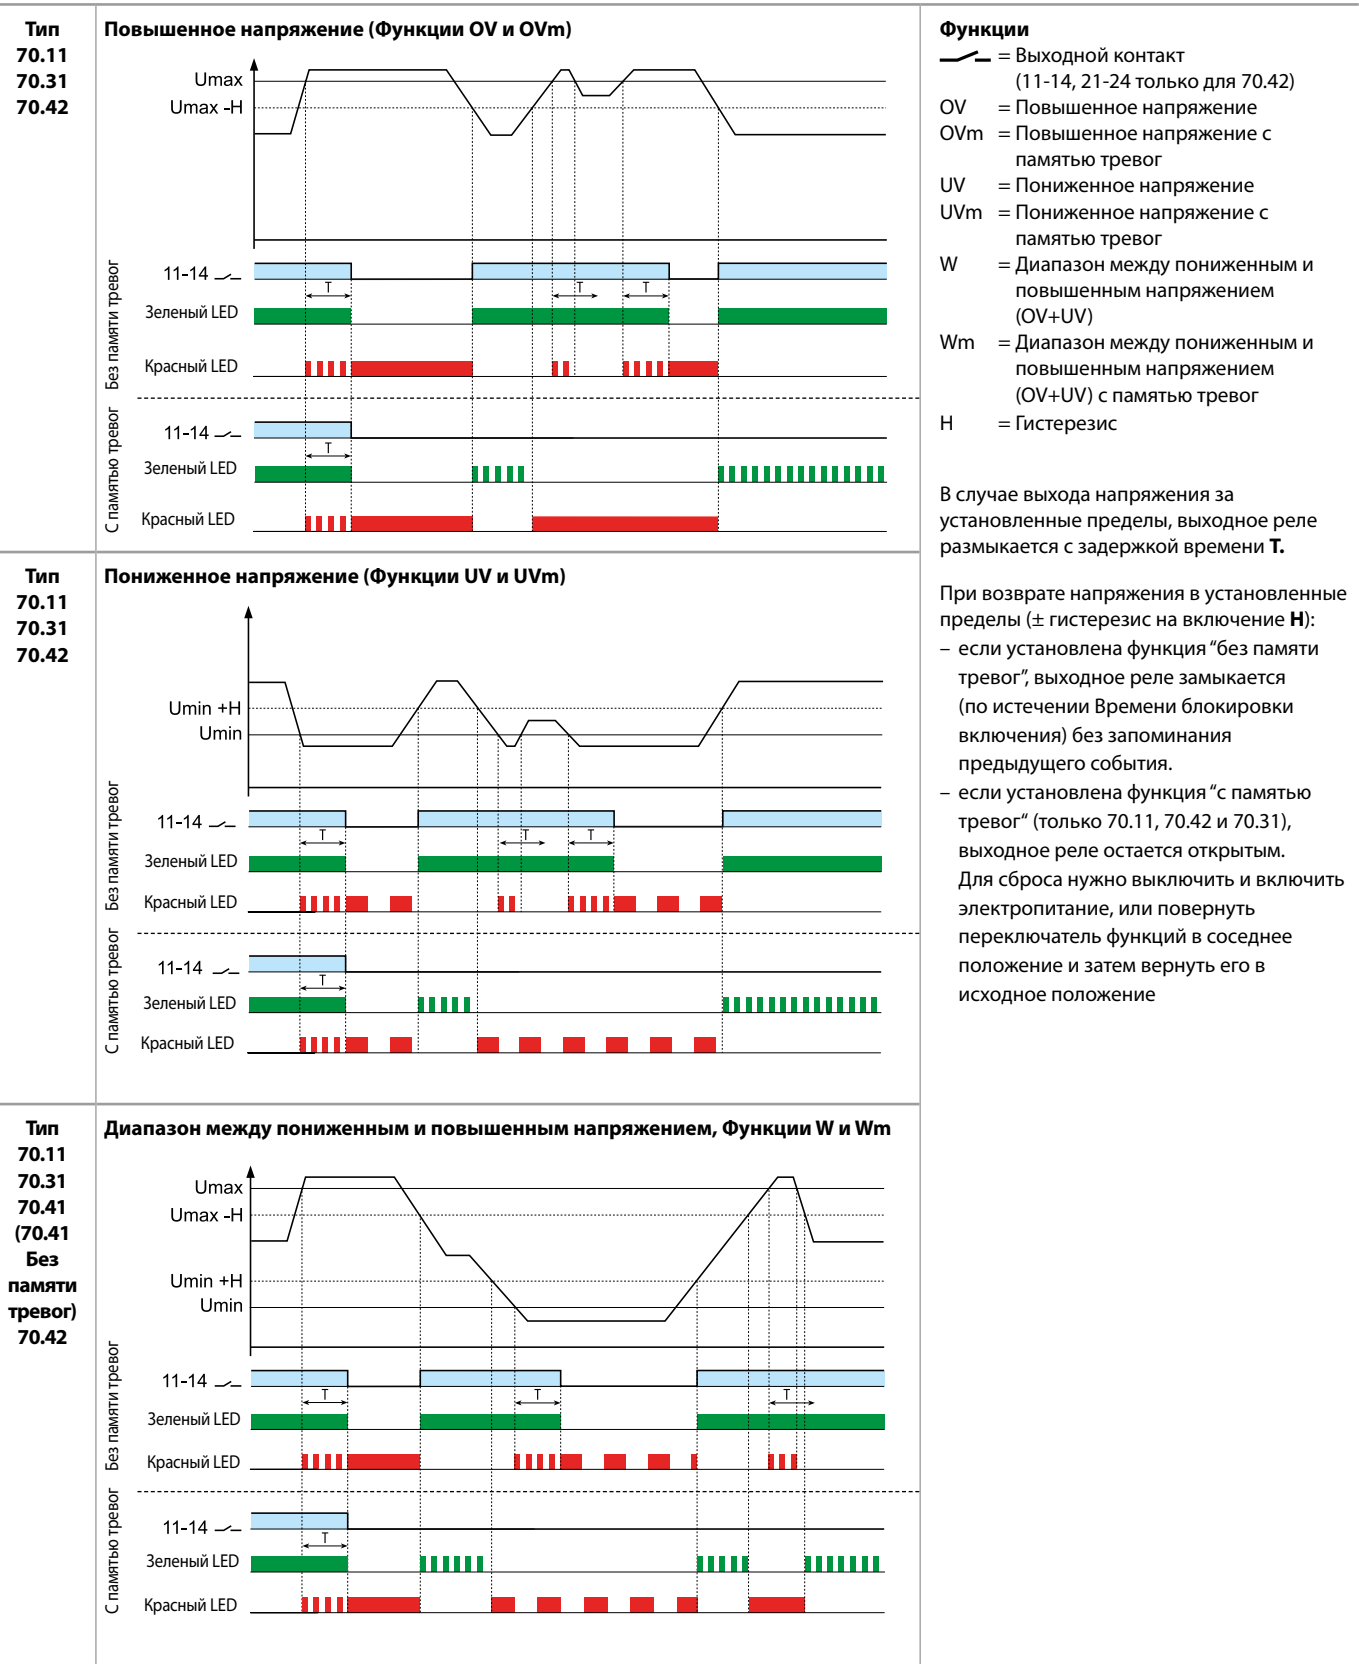 Тип
70.11
70.31
70.42
Повышенное напряжение (Функции OV и OVm)
Umax
Umax -H
Без памяти тревог
11-14
T
T
T
Зеленый LED
Красный LED
С памятью тревог
11-14
T
Зеленый LED
Красный LED
Тип
70.11
70.31
70.42
Пониженное напряжение (Функции UV и UVm)
Umin +H
Umin
Без памяти тревог
11-14
T
T
T
Зеленый LED
Красный LED
С памятью тревог
11-14
T
Зеленый LED
Красный LED
Тип
70.11
70.31
70.41
(70.41
Без
памяти
тревог)
70.42
Диапазон между пониженным и повышенным напряжением, Функции W и Wm
Umax
Umax -H
Umin +H
Umin
Без памяти тревог
11-14
T
T
T
Зеленый LED
Красный LED
С памятью тревог
11-14
T
Зеленый LED
Красный LED
Функции
= Выходной контакт
(11-14, 21-24 только для 70.42)
OV = Повышенное напряжение
OVm = Повышенное напряжение с
памятью тревог
UV = Пониженное напряжение
UVm = Пониженное напряжение с
памятью тревог
W = Диапазон между пониженным и
повышенным напряжением
(OV+UV)
Wm = Диапазон между пониженным и
повышенным напряжением
(OV+UV) с памятью тревог
H = Гистерезис
В случае выхода напряжения за
установленные пределы, выходное реле
размыкается с задержкой времени T.
При возврате напряжения в установленные
пределы (± гистерезис на включение H):
– если установлена функция “без памяти
тревог”, выходное реле замыкается
(по истечении Времени блокировки
включения) без запоминания
предыдущего события.
– если установлена функция “с памятью
тревог“ (только 70.11, 70.42 и 70.31),
выходное реле остается открытым.
Для сброса нужно выключить и включить
электропитание, или повернуть
переключатель функций в соседнее
положение и затем вернуть его в
исходное положение